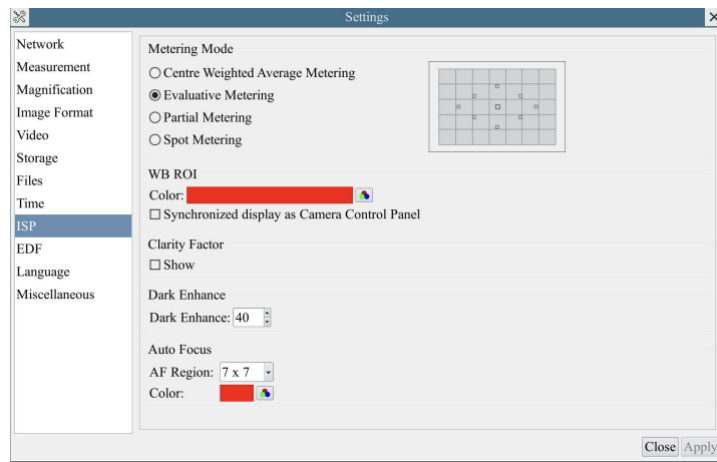 Settings
Network
Measurement
Magnification
Image Format
Video
Storage
Files
Time
ISP
EDF
Language
Miscellaneous
Metering Mode
Centre Weighted Average Metering
Evaluative Metering
Partial Metering
Spot Metering
WB ROI
Color:
Synchronized display as Camera Control Panel
Clarity Factor
Show
Dark Enhance
Dark Enhance: 40
Auto Focus
AF Region: 7 x 7
Color:
Close Apply